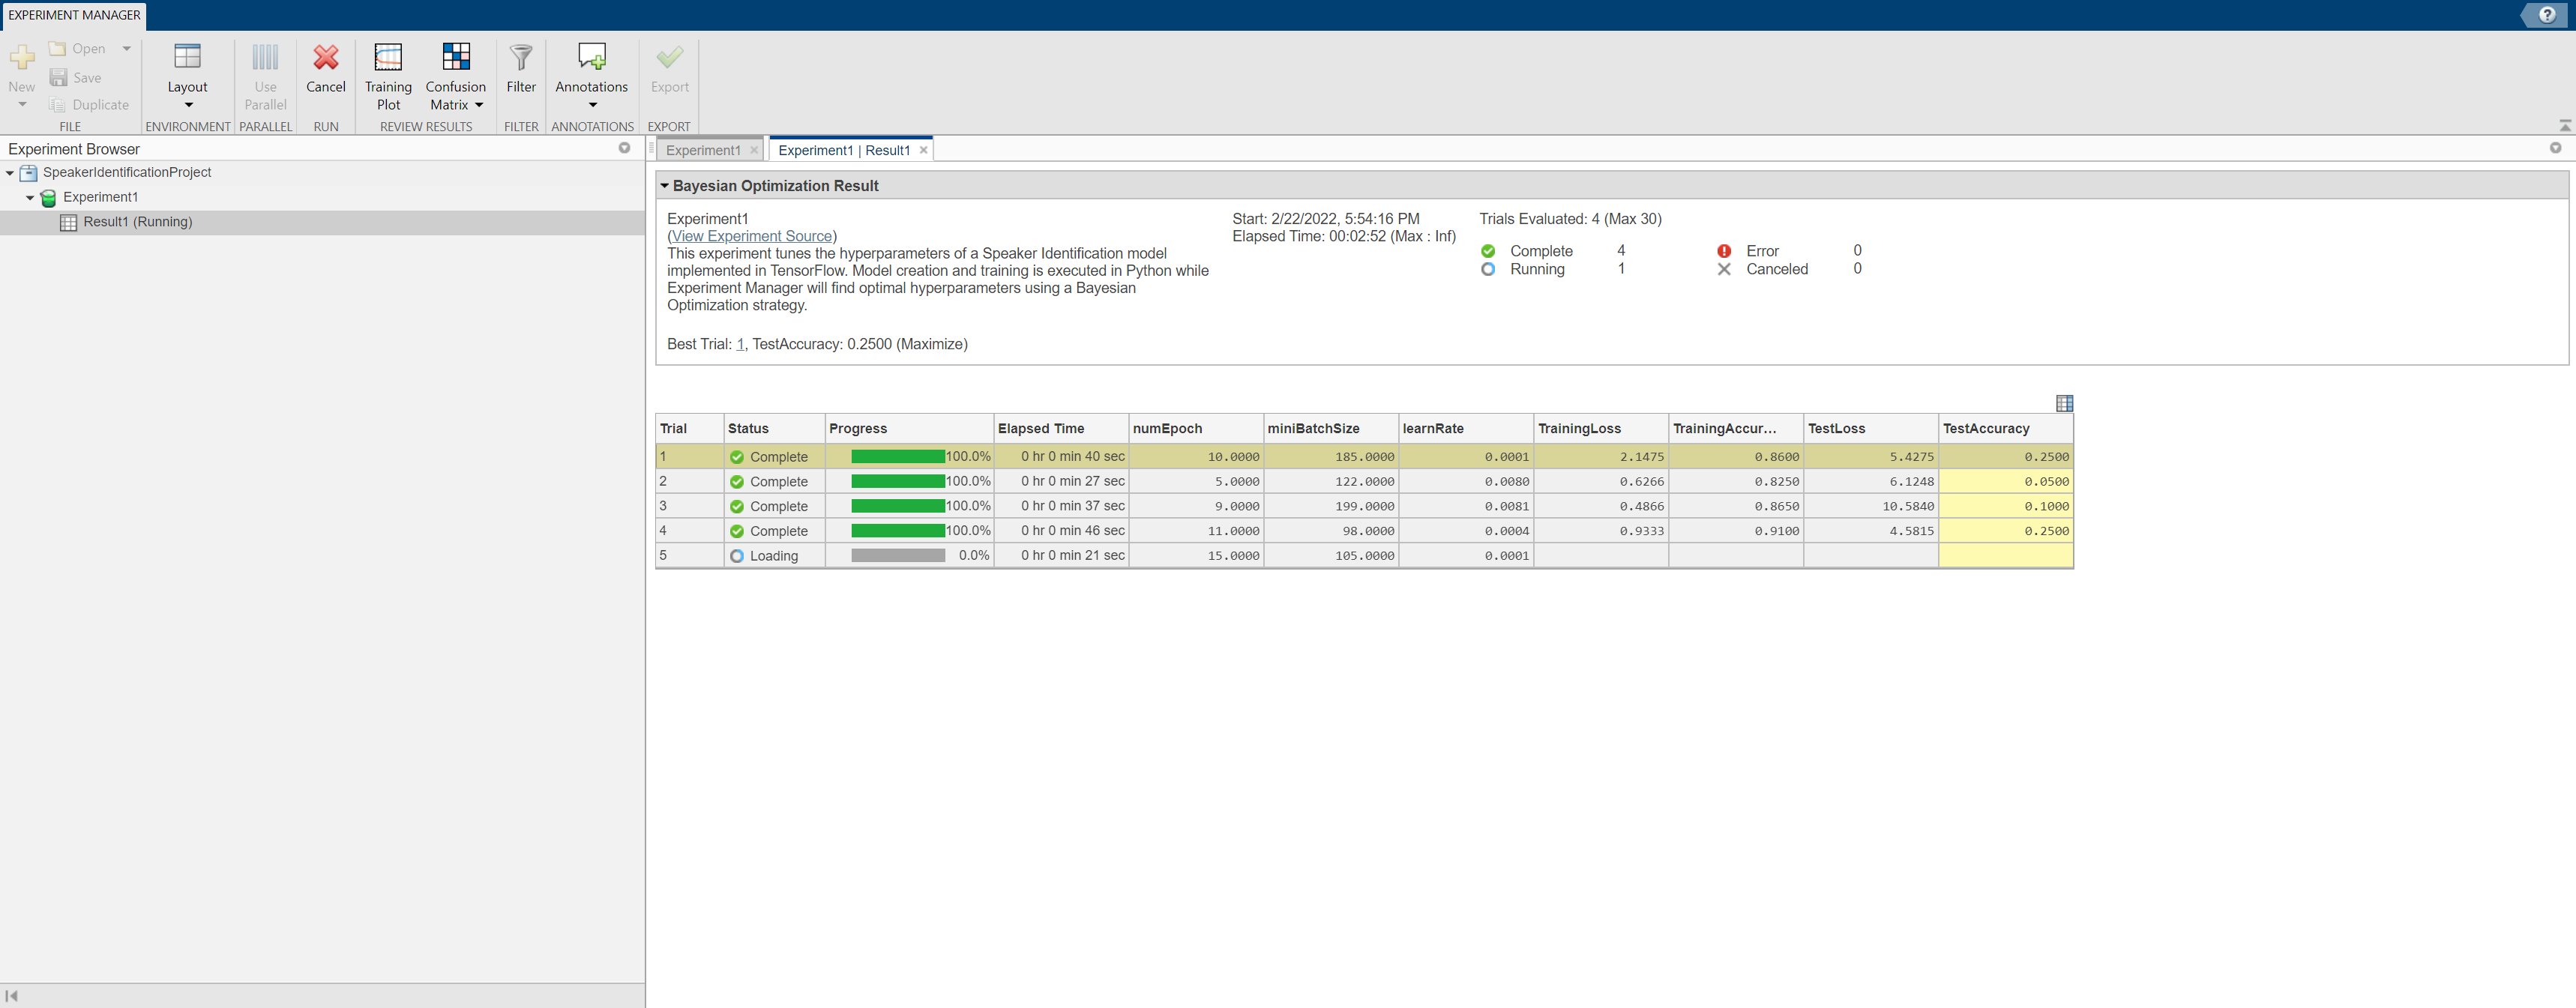 EXPERIMENT MANAGER
New
Open
Save
Duplicate
FILE
Layout
ENVIRONMENT
Use
Parallel
PARALLEL
Cancel
RUN
Training
Plot
Confusion
Matrix
REVIEW RESULTS
Filter
FILTER
Annotations
ANNOTATIONS
Export
EXPORT
Experiment Browser
SpeakerIdentificationProject
Experiment1
Result1 (Running)
Experiment1
Experiment1 | Result1
Bayesian Optimization Result
Experiment1
(View Experiment Source)
This experiment tunes the hyperparameters of a Speaker Identification model
implemented in TensorFlow. Model creation and training is executed in Python while
Experiment Manager will find optimal hyperparameters using a Bayesian
Optimization strategy.
Best Trial: 1, TestAccuracy: 0.2500 (Maximize)
Start: 2/22/2022, 5:54:16 PM
Elapsed Time: 00:02:52 (Max : Inf)
Trials Evaluated: 4 (Max 30)
Complete 4 Error 0
Running 1 Canceled 0
Trial Status Progress Elapsed Time numEpoch miniBatchSize learnRate TrainingLoss TrainingAccur... TestLoss TestAccuracy
1 Complete 100.0% 0 hr 0 min 40 sec 10.0000 185.0000 0.0001 2.1475 0.8600 5.4275 0.2500
2 Complete 100.0% 0 hr 0 min 27 sec 5.0000 122.0000 0.0080 0.6266 0.8250 6.1248 0.0500
3 Complete 100.0% 0 hr 0 min 37 sec 9.0000 199.0000 0.0081 0.4866 0.8650 10.5840 0.1000
4 Complete 100.0% 0 hr 0 min 46 sec 11.0000 98.0000 0.0004 0.9333 0.9100 4.5815 0.2500
5 Loading 0.0% 0 hr 0 min 21 sec 15.0000 105.0000 0.0001